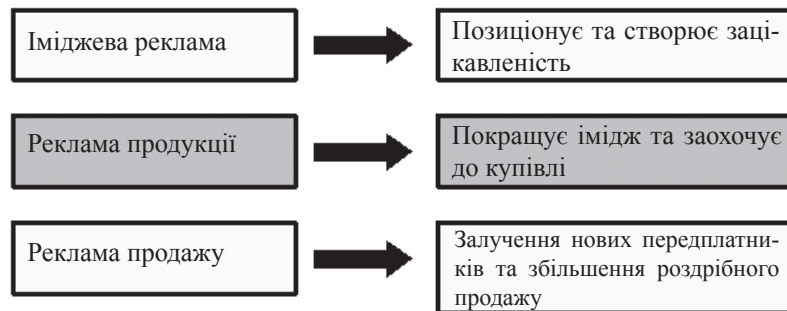 Іміджева реклама
Позиціонує та створює заці-
кавленість
Реклама продукції
Покращує імідж та заохочує
до купівлі
Реклама продажу
Залучення нових передплатни-
ків та збільшення роздрібного
продажу